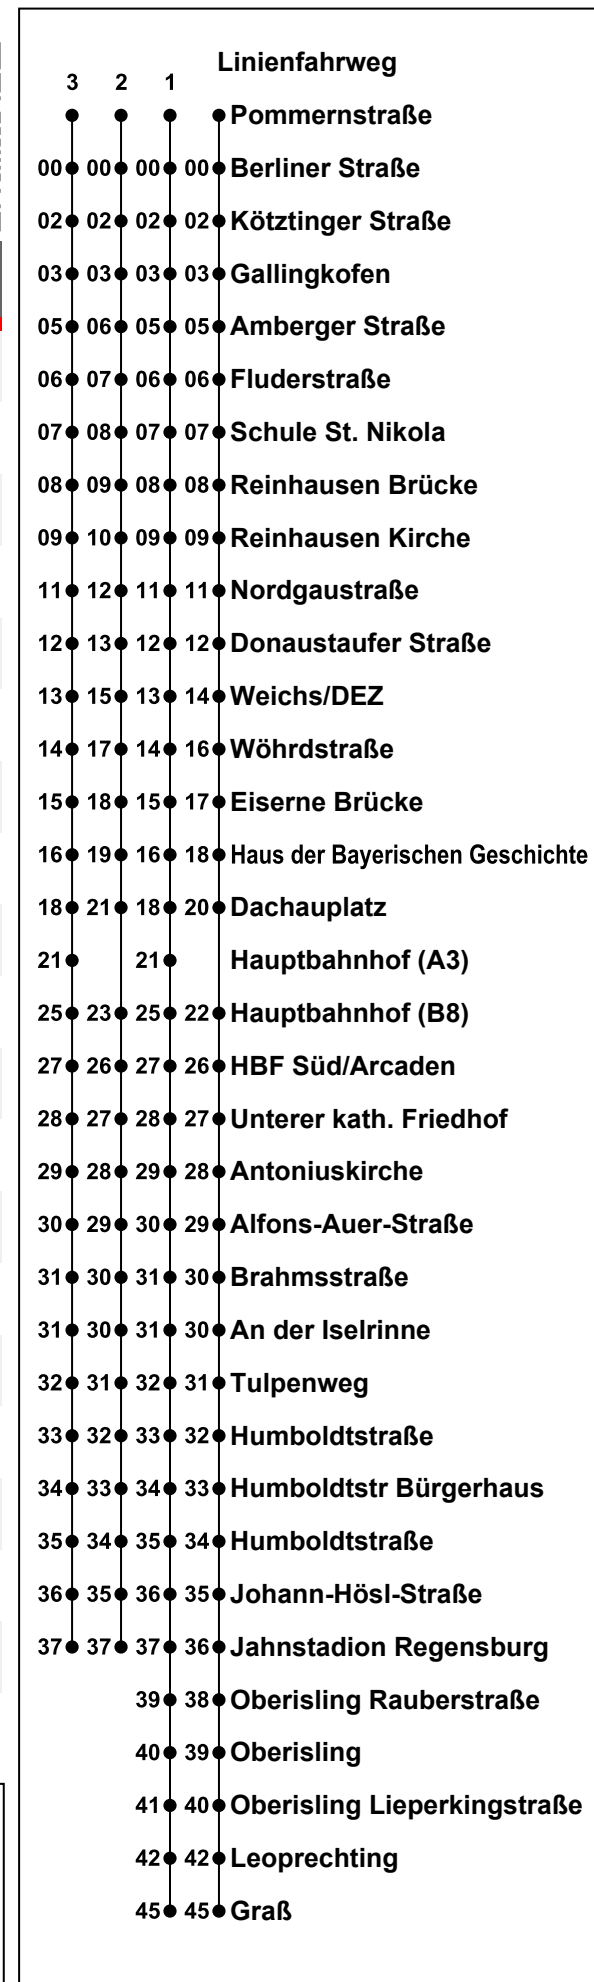 Linienfahrweg
3 2 1
Pommernstraße
00 00 00 00 Berliner Straße
02 02 02 02 Kötztinger Straße
03 03 03 03 Gallingkofen
05 06 05 05 Amberger Straße
06 07 06 06 Fluderstraße
07 08 07 07 Schule St. Nikola
08 09 08 08 Reinhausen Brücke
09 10 09 09 Reinhausen Kirche
11 12 11 11 Nordgaustraße
12 13 12 12 Donaustaufer Straße
13 15 13 14 Weichs/DEZ
14 17 14 16 Wöhrdstraße
15 18 15 17 Eiserne Brücke
16 19 16 18 Haus der Bayerischen Geschichte
18 21 18 20 Dachauplatz
21 21 Hauptbahnhof (A3)
25 23 25 22 Hauptbahnhof (B8)
27 26 27 26 HBF Süd/Arcaden
28 27 28 27 Unterer kath. Friedhof
29 28 29 28 Antoniuskirche
30 29 30 29 Alfons-Auer-Straße
31 30 31 30 Brahmsstraße
31 30 31 30 An der Iselrinne
32 31 32 31 Tulpenweg
33 32 33 32 Humboldtstraße
34 33 34 33 Humboldtstr Bürgerhaus
35 34 35 34 Humboldtstraße
36 35 36 35 Johann-Hösl-Straße
37 37 37 36 Jahnstadion Regensburg
39 38 Oberisling Rauberstraße
40 39 Oberisling
41 40 Oberisling Lieperkingstraße
42 42 Leoprechting
45 45 Graß